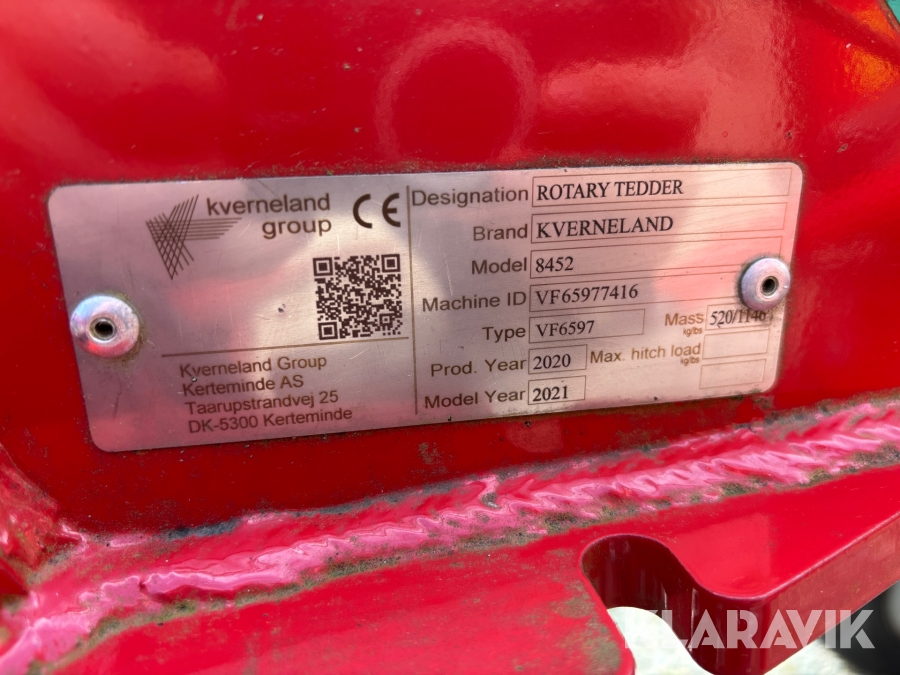 kverneland
group
CE
Kverneland Group
Kerteminde AS
Taarupstrandvej 25
DK-5300 Kerteminde
Designation ROTARY TEDDER
Brand KVERNELAND
Model 8452
Machine ID VF65977416
Type VF6597 Mass kg/lbs 520/1146
Prod. Year 2020 Max. hitch load kg/lbs
Model Year 2021
KLARAVIK